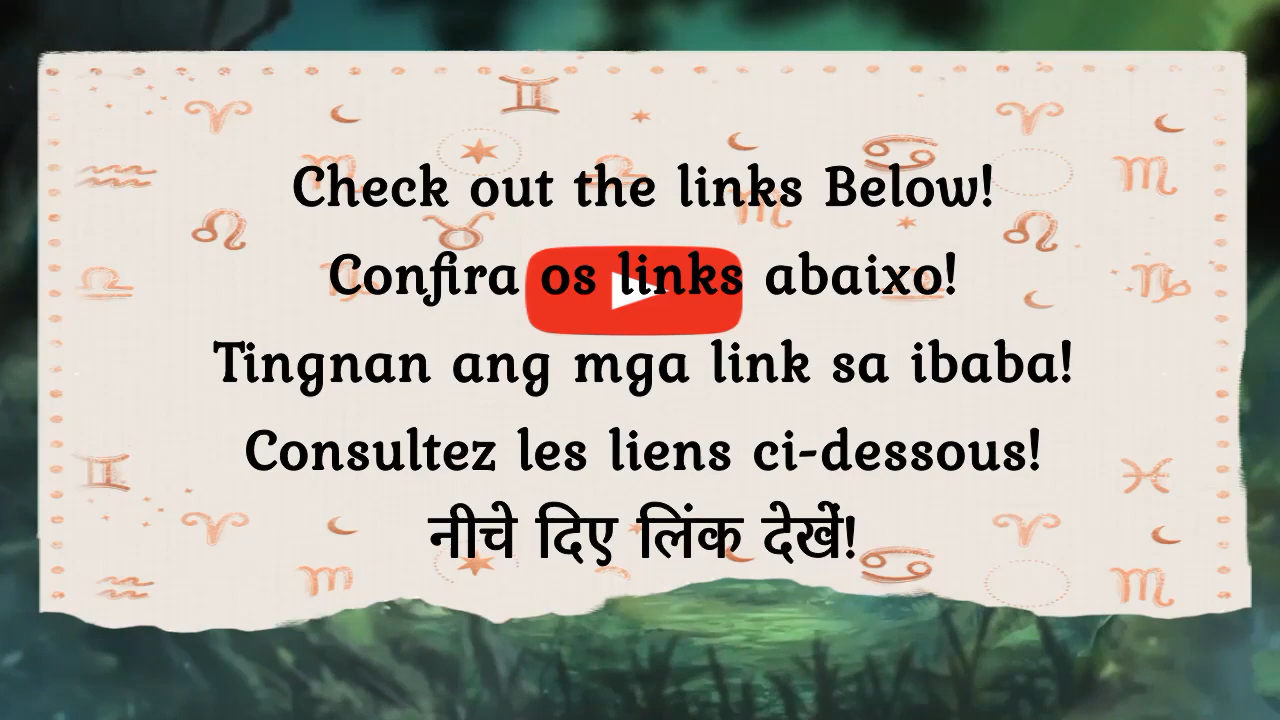 Check out the links Below!
Confira os links abaixo!
Tingnan ang mga link sa ibaba!
Consultez les liens ci-dessous!
नीचे दिए लिंक देखें!